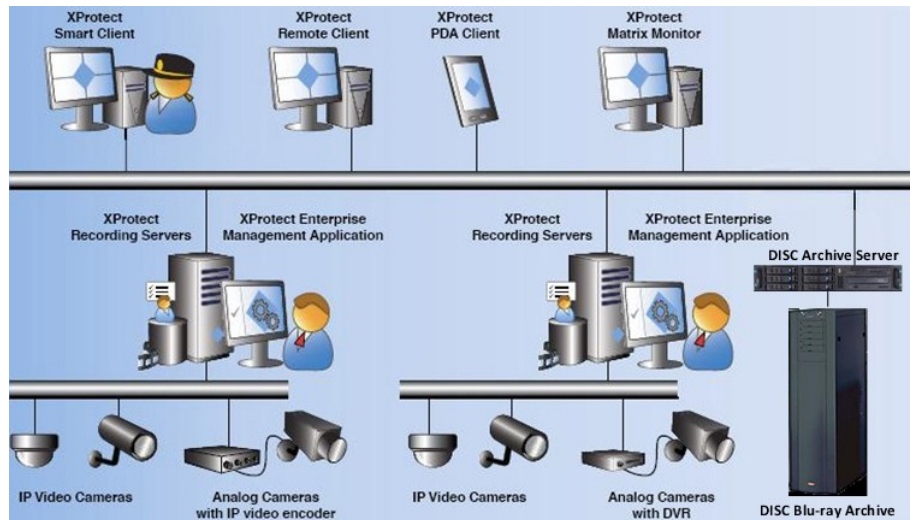 XProtect
Smart Client
XProtect
Remote Client
XProtect
PDA Client
XProtect
Matrix Monitor
XProtect
Recording Servers
XProtect Enterprise
Management Application
XProtect
Recording Servers
XProtect Enterprise
Management Application
DISC Archive Server
IP Video Cameras
Analog Cameras
with IP video encoder
IP Video Cameras
Analog Cameras
with DVR
DISC Blu-ray Archive